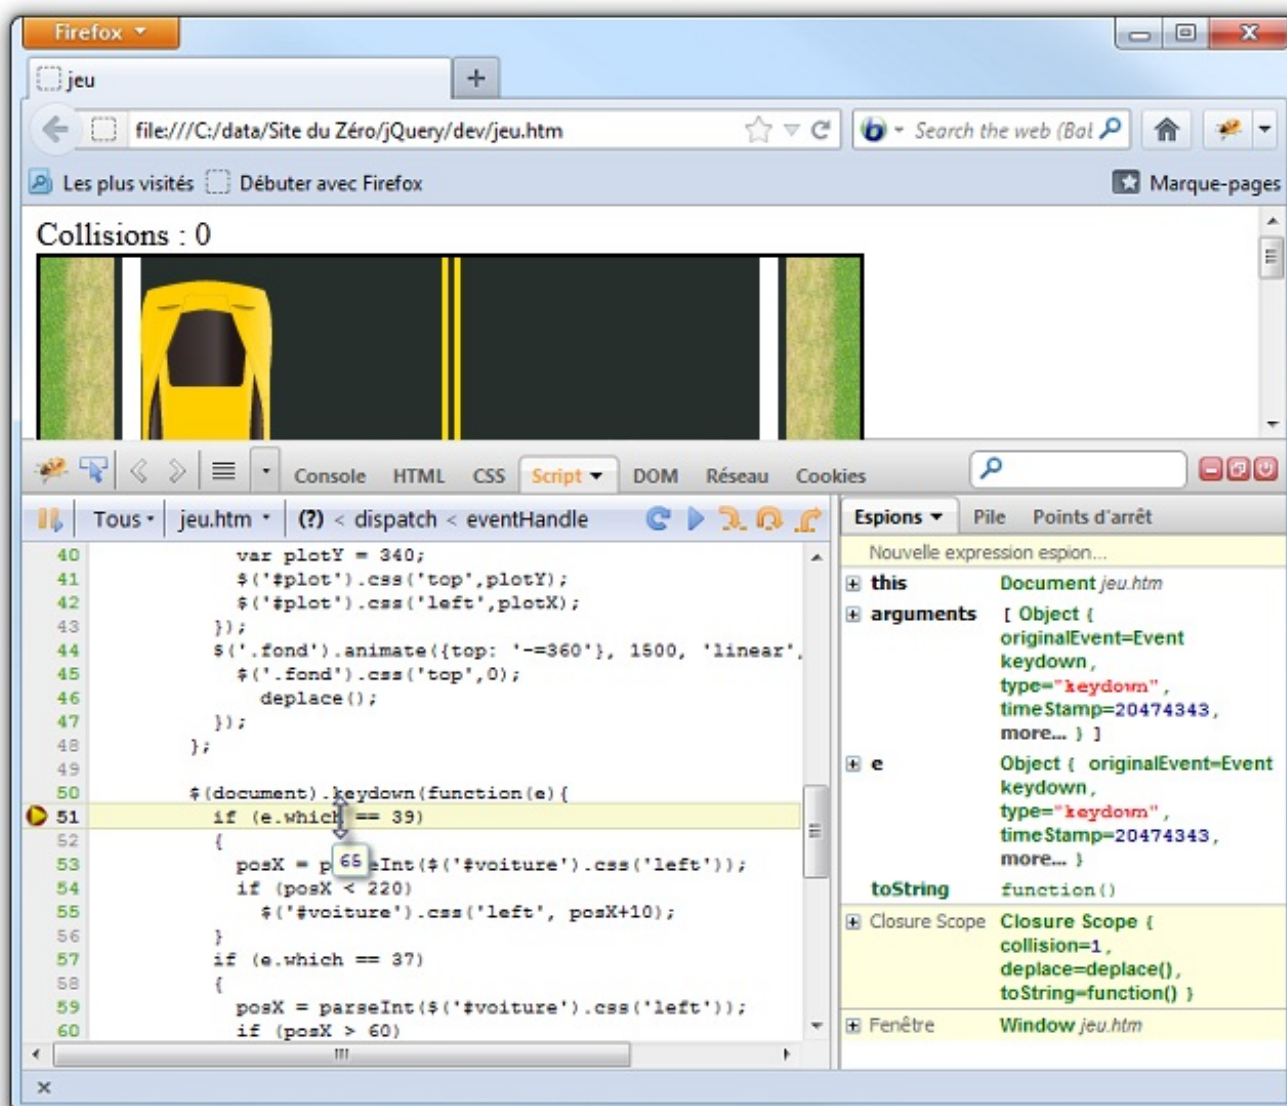 Firefox
jeu
file:///C:/data/Site du Zéro/jQuery/dev/jeu.htm
Search the web (Bal
Les plus visités
Débuter avec Firefox
Marque-pages
Collisions : 0
Console HTML CSS Script DOM Réseau Cookies
Tous jeu.htm (?) < dispatch < eventHandle
40 var plotY = 340;
41 $('#plot').css('top',plotY);
42 $('#plot').css('left',plotX);
43 });
44 $('.fond').animate({top: '-=360'}, 1500, 'linear',
45 $('.fond').css('top',0);
46 deplace();
47 });
48 };
49
50 $(document).keydown(function(e){
51 if (e.which == 39)
52 {
65
53 posX = parseInt($('#voiture').css('left'));
54 if (posX < 220)
55 $('#voiture').css('left', posX+10);
56 }
57 if (e.which == 37)
58 {
59 posX = parseInt($('#voiture').css('left'));
60 if (posX > 60)
Espions Pile Points d'arrêt
Nouvelle expression espion...
this Document jeu.htm
arguments [ Object {
originalEvent=Event
keydown,
type="keydown",
timeStamp=20474343,
more... } ]
e Object { originalEvent=Event
keydown,
type="keydown",
timeStamp=20474343,
more... }
toString function()
Closure Scope Closure Scope {
collision=1,
deplace=deplace(),
toString=function() }
Fenêtre Window jeu.htm